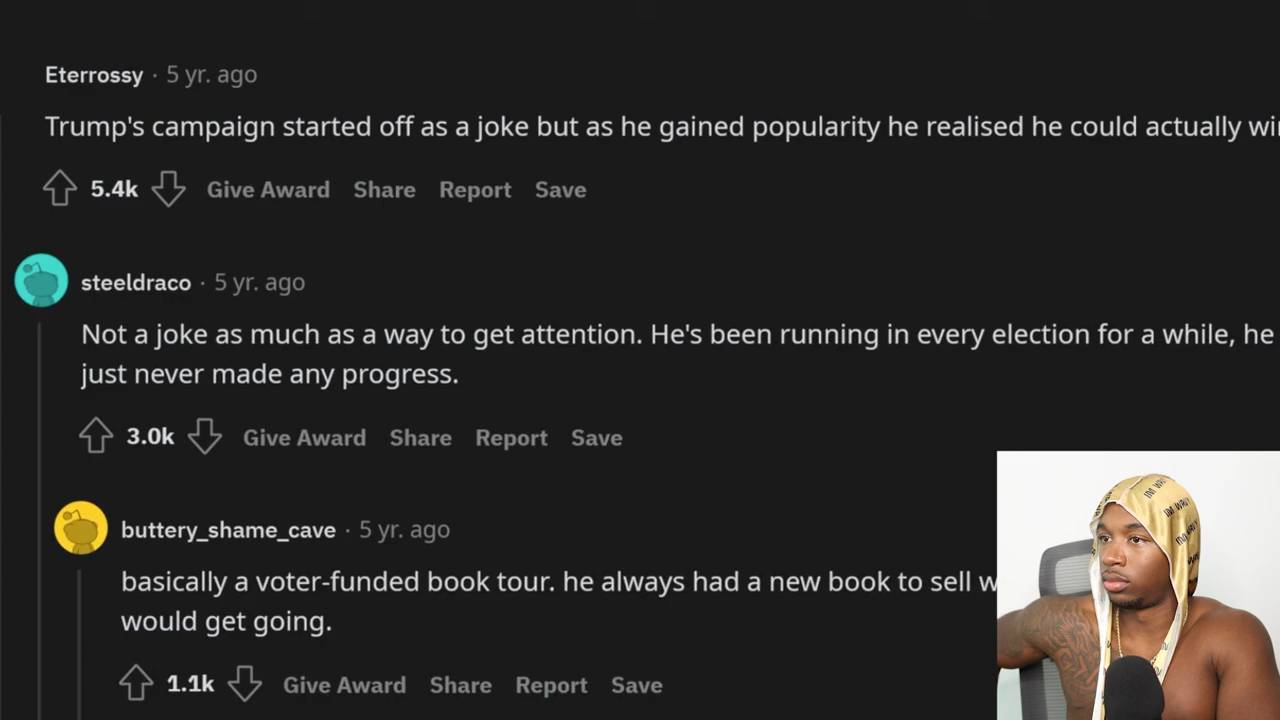 Eterrossy · 5 yr. ago
Trump's campaign started off as a joke but as he gained popularity he realised he could actually
5.4k Give Award Share Report Save
steeldraco · 5 yr. ago
Not a joke as much as a way to get attention. He's been running in every election for a while, he
just never made any progress.
3.0k Give Award Share Report Save
buttery_shame_cave · 5 yr. ago
basically a voter-funded book tour. he always had a new book to sell
would get going.
1.1k Give Award Share Report Save